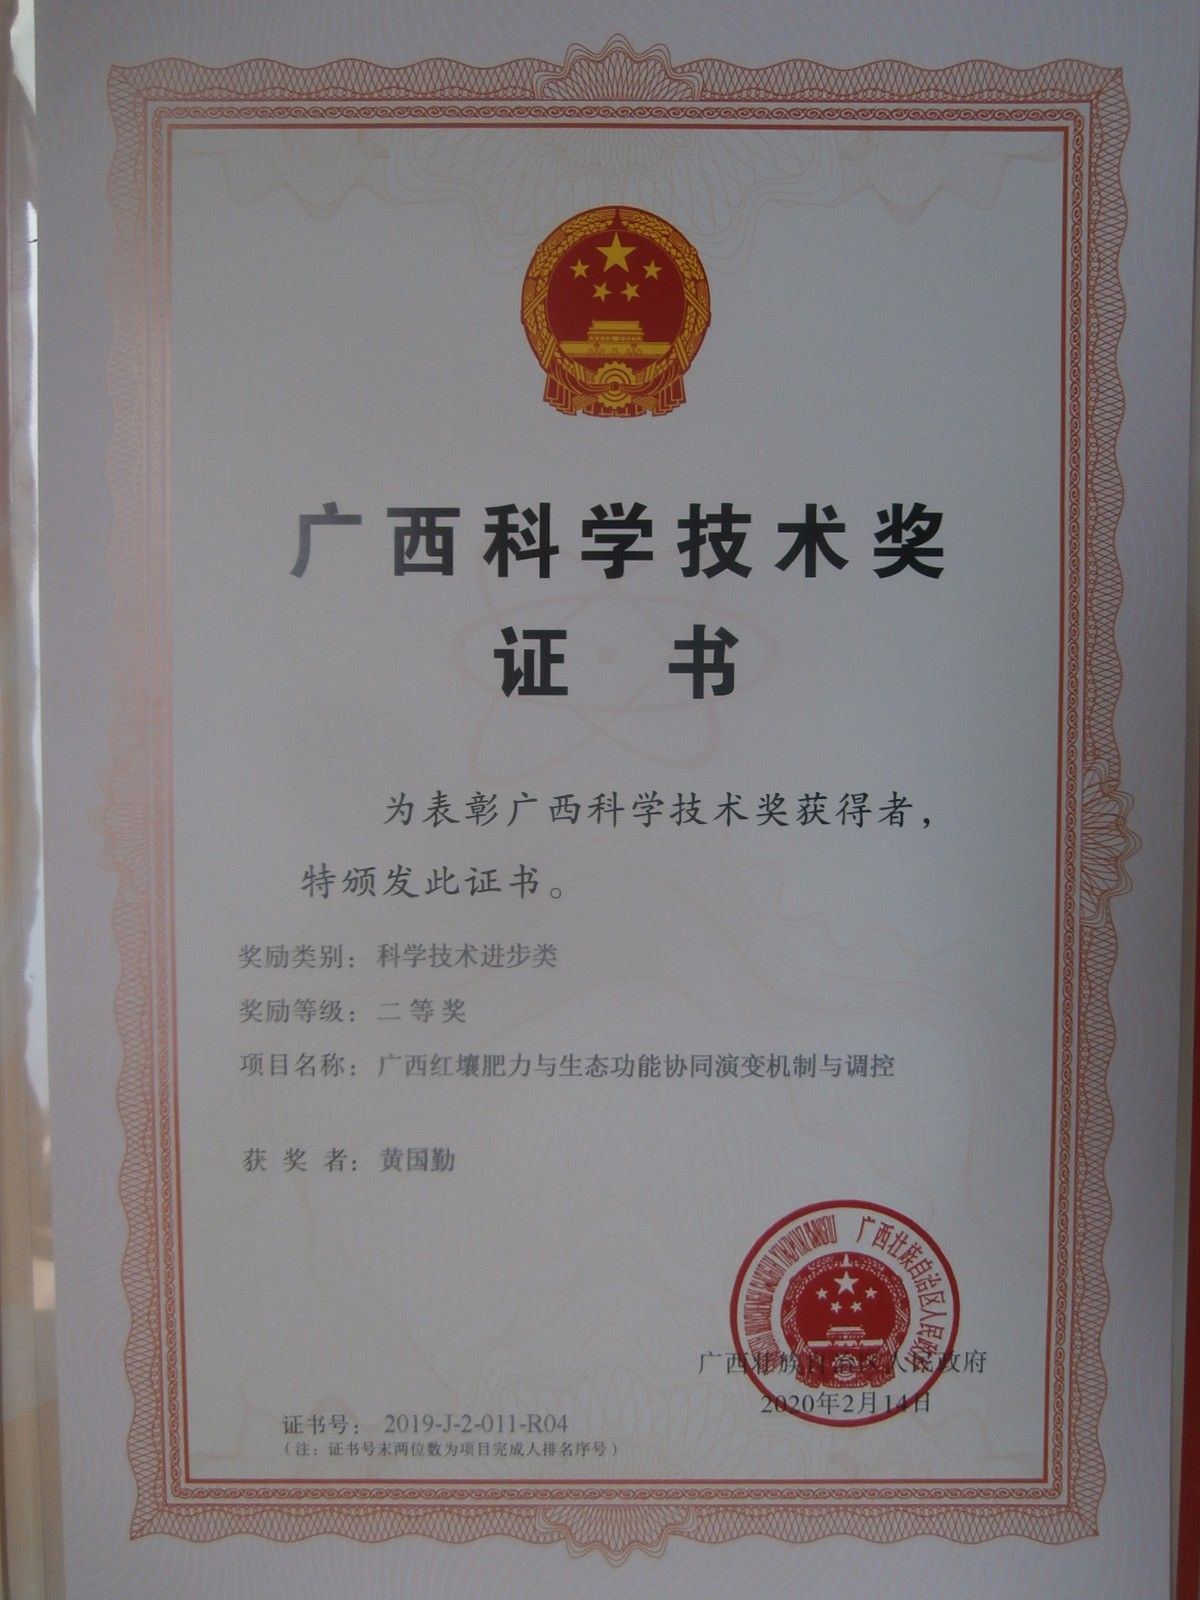 广西科学技术奖
证 书
为表彰广西科学技术奖获得者，
特颁发此证书。
奖励类别：科学技术进步类
奖励等级：二等奖
项目名称：广西红壤肥力与生态功能协同演变机制与调控
获 奖 者：黄国勤
广西壮族自治区人民政府
广西壮族自治区人民政府
2020年2月14日
证书号：2019-J-2-011-R04
（注：证书号末两位数为项目完成人排名序号）